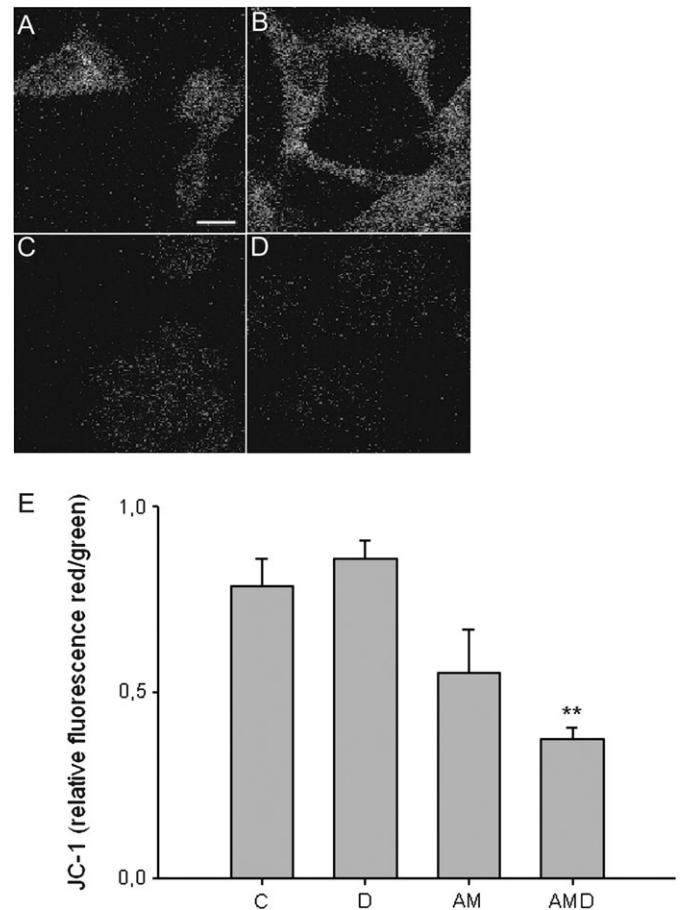 A
B
C
D
E
JC-1 (relative fluorescence red/green)
1,0
0,5
0,0
**
C
D
AM
AMD